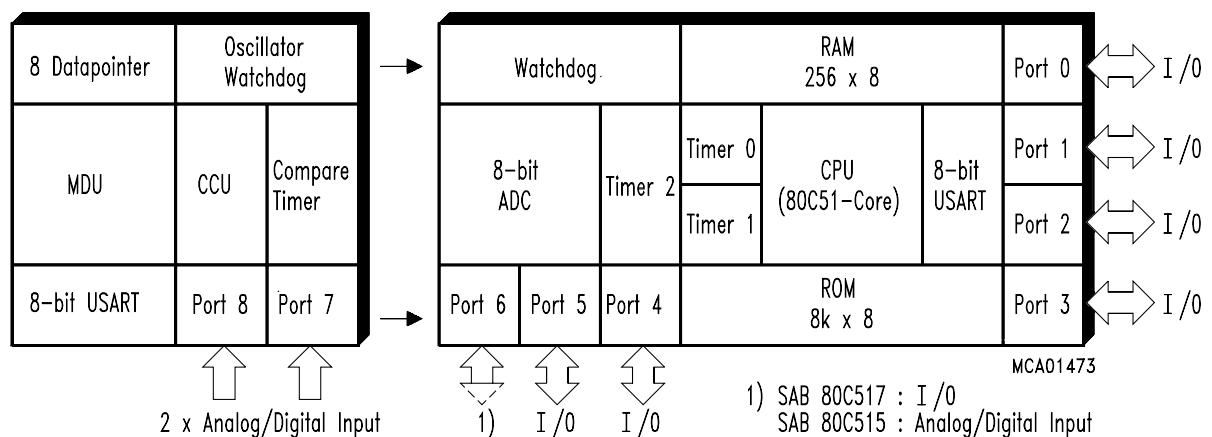 8 Datapointer
Oscillator
Watchdog
MDU
CCU
Compare
Timer
8-bit USART
Port 8
Port 7
2 x Analog/Digital Input
Watchdog
RAM
256 x 8
Port 0
I/0
8-bit
ADC
Timer 2
Timer 0
Timer 1
CPU
(80C51-Core)
8-bit
USART
Port 1
I/0
Port 2
I/0
Port 6
Port 5
Port 4
ROM
8k x 8
Port 3
I/0
1)
I/0
I/0
MCA01473
1) SAB 80C517 : I/0
SAB 80C515 : Analog/Digital Input